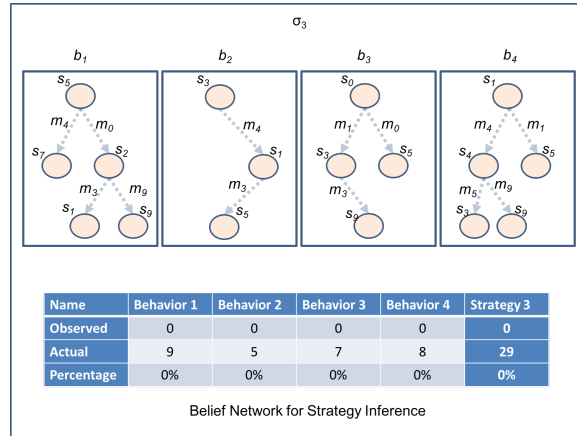 σ3
b1 b2 b3 b4
s5 s3 s0 s1
m4 m0 m4 m1 m0 m4 m1
s7 s2 s1 s3 s5 s4 s5
m3 m9 m3 m3 m5 m9
s1 s9 s5 s9 s3 s9
Name Behavior 1 Behavior 2 Behavior 3 Behavior 4 Strategy 3
Observed 0 0 0 0 0
Actual 9 5 7 8 29
Percentage 0% 0% 0% 0% 0%
Belief Network for Strategy Inference